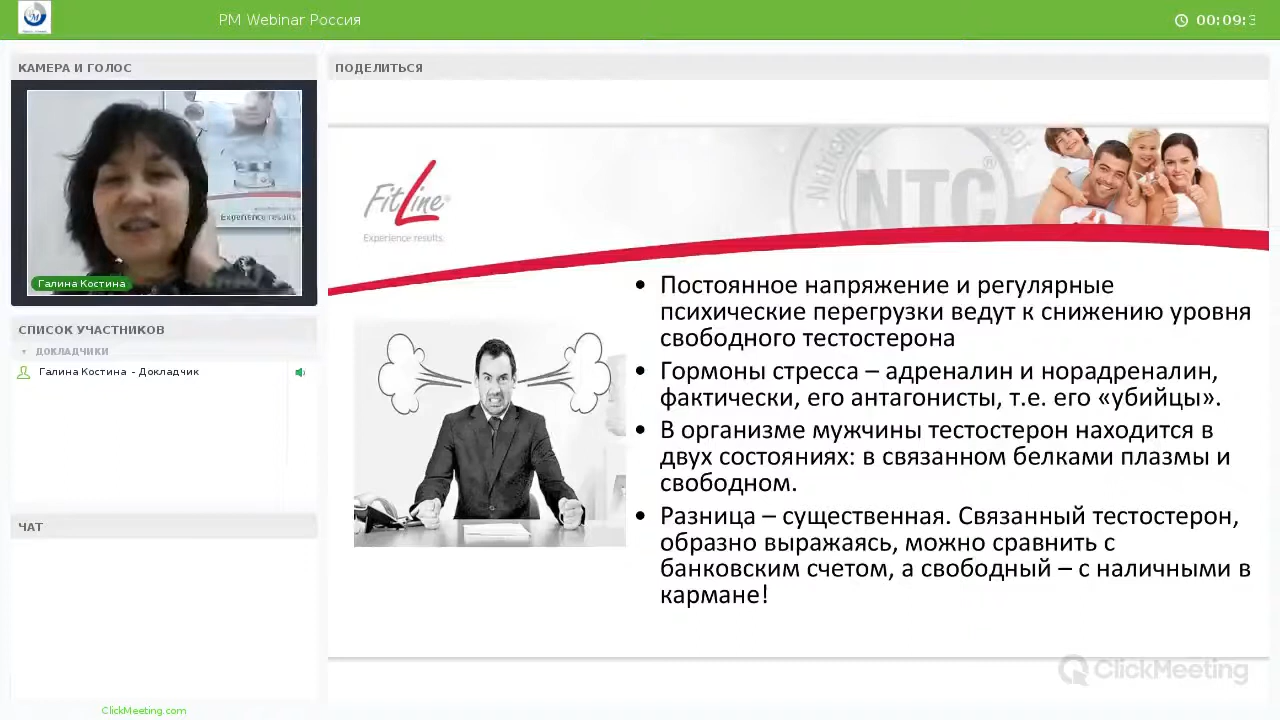 PM Webinar Россия
00:09:3
КАМЕРА И ГОЛОС
ПОДЕЛИТЬСЯ
Experience results
Галина Костина
FitLine®
Experience results.
NTC®
СПИСОК УЧАСТНИКОВ
ДОКЛАДЧИКИ
Галина Костина - Докладчик
ЧАТ
• Постоянное напряжение и регулярные
психические перегрузки ведут к снижению уровня
свободного тестостерона
• Гормоны стресса – адреналин и норадреналин,
фактически, его антагонисты, т.е. его «убийцы».
• В организме мужчины тестостерон находится в
двух состояниях: в связанном белками плазмы и
свободном.
• Разница – существенная. Связанный тестостерон,
образно выражаясь, можно сравнить с
банковским счетом, а свободный – с наличными в
кармане!
ClickMeeting
ClickMeeting.com